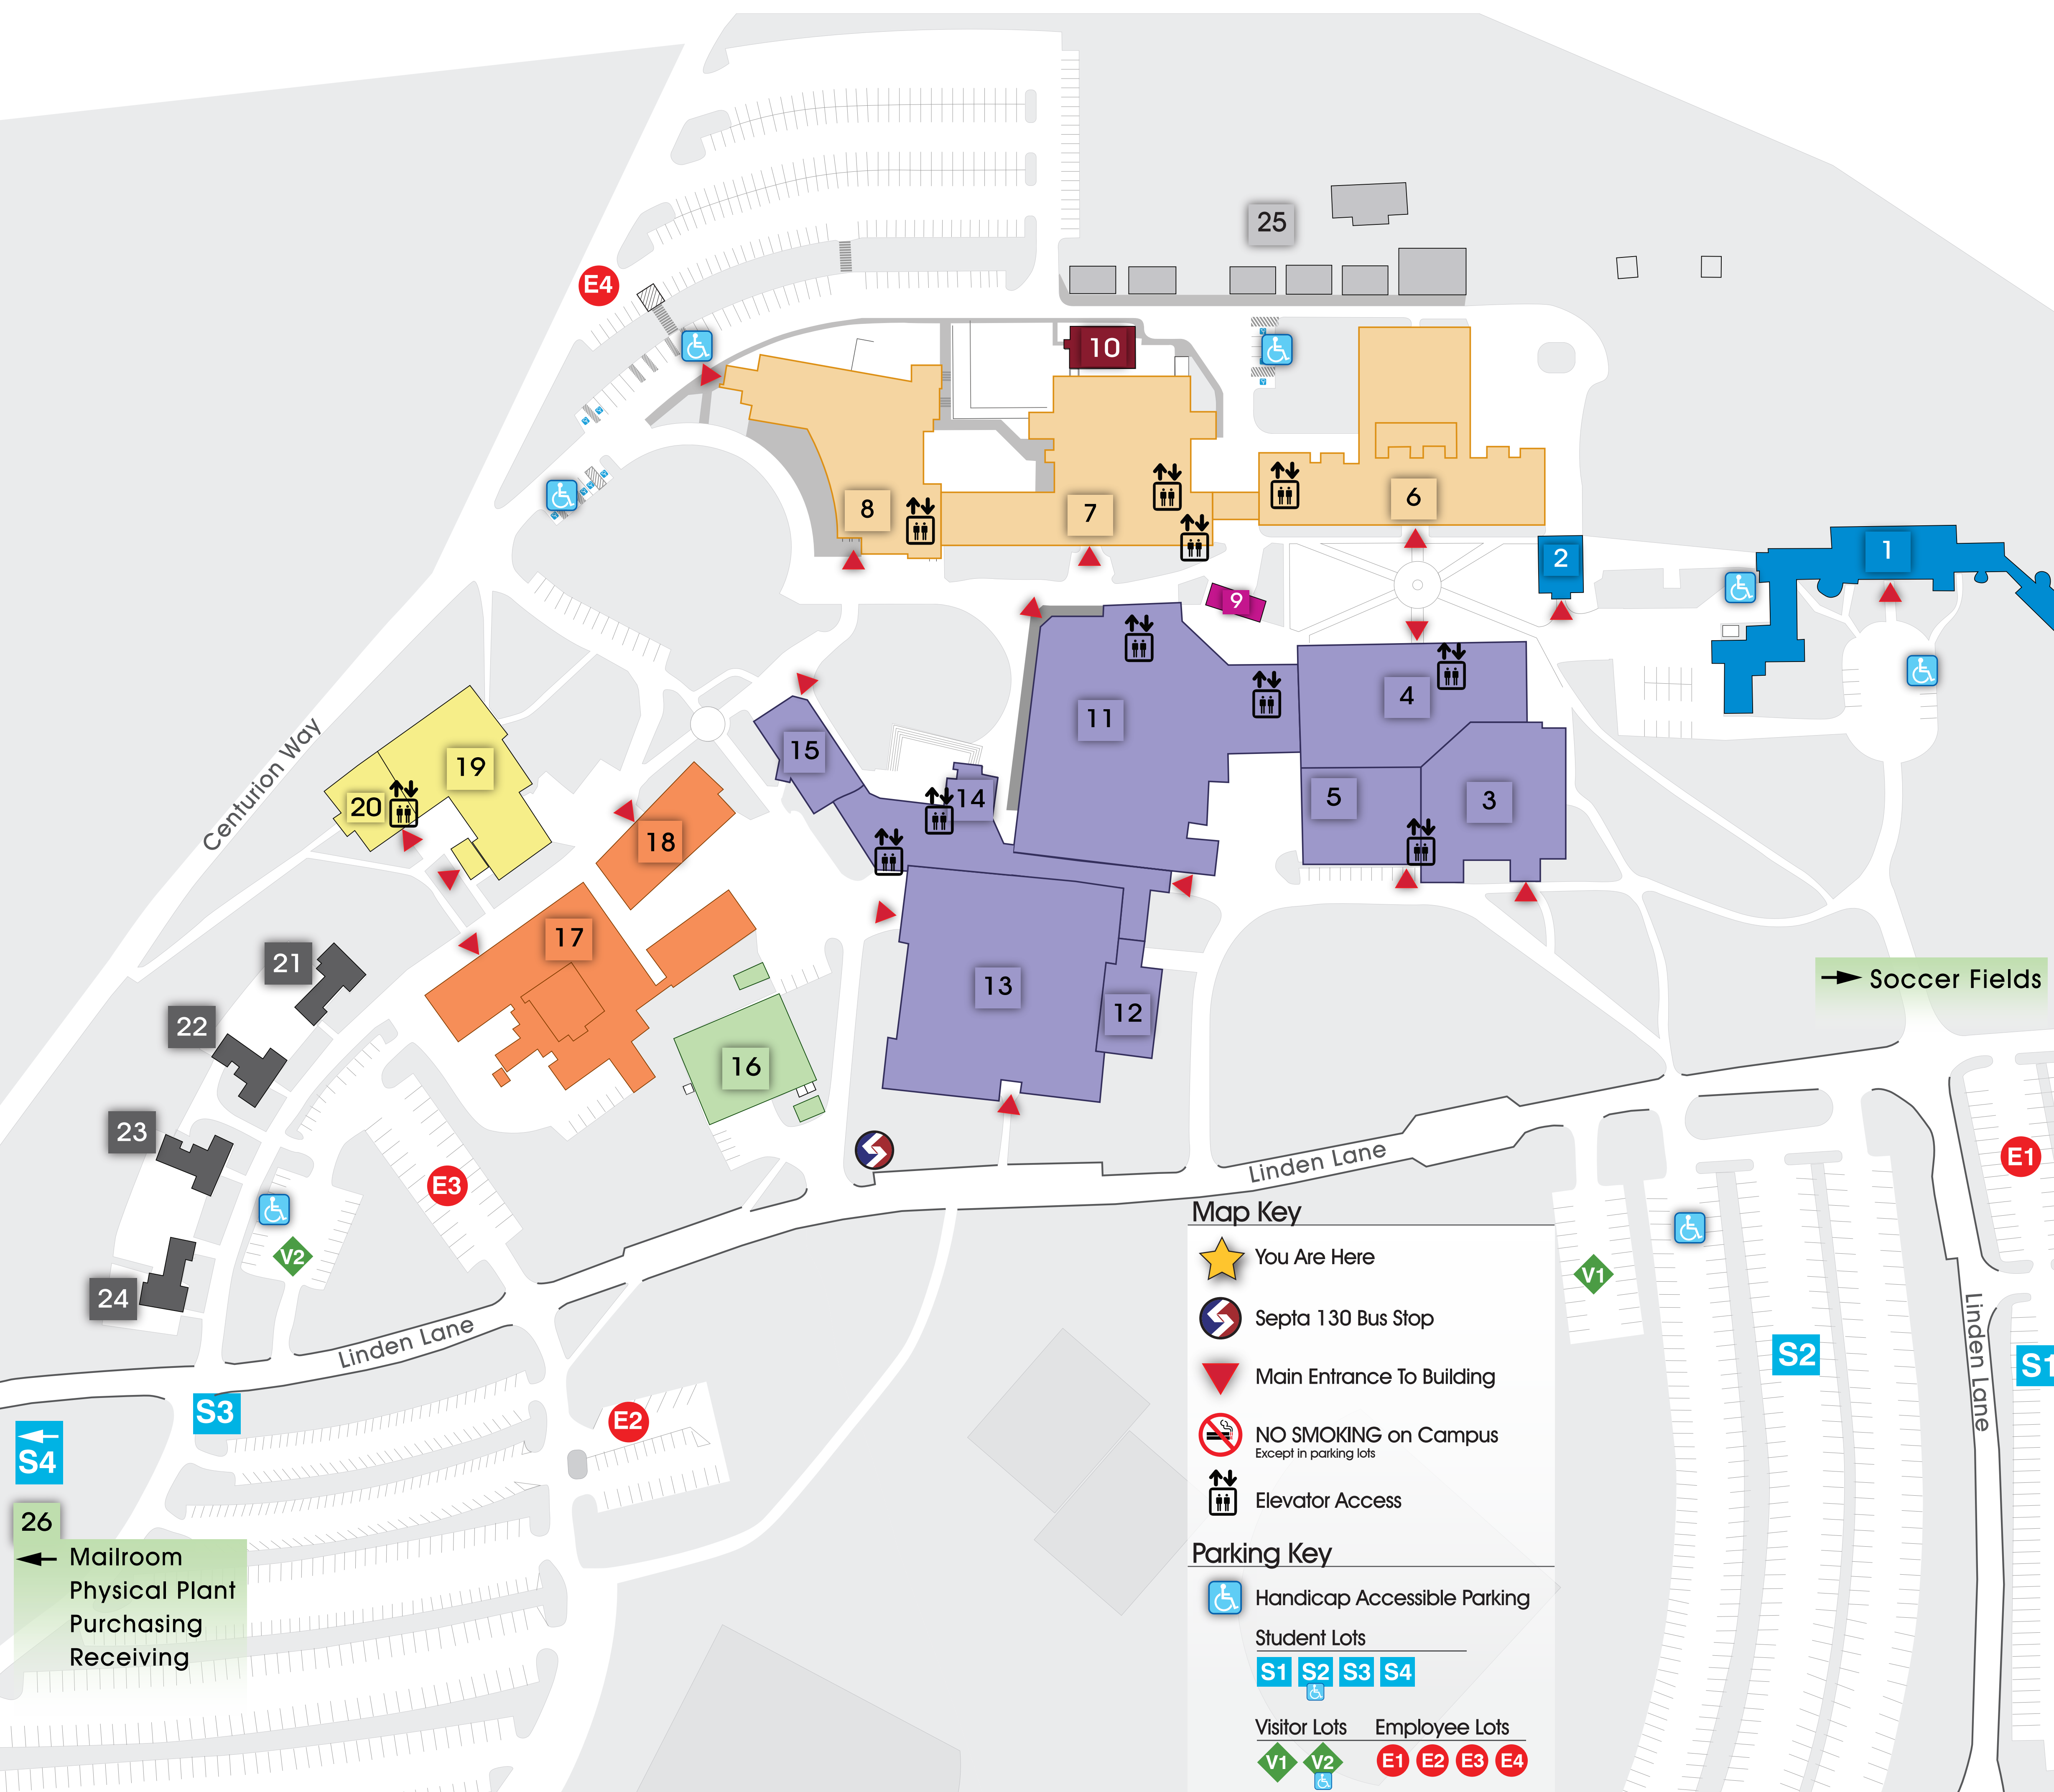 25
E4
10
8
7
6
1
2
9
11
4
15
14
5
3
19
20
18
17
Centurion Way
21
22
13
12
16
Soccer Fields
23
E3
E1
Linden Lane
V2
24
Linden Lane
S3
E2
S4
26
Mailroom
Physical Plant
Purchasing
Receiving
V1
S2
S1
Linden Lane
Map Key
You Are Here
Septa 130 Bus Stop
Main Entrance To Building
NO SMOKING on Campus
Except in parking lots
Elevator Access
Parking Key
Handicap Accessible Parking
Student Lots
S1 S2 S3 S4
Visitor Lots Employee Lots
V1 V2 E1 E2 E3 E4